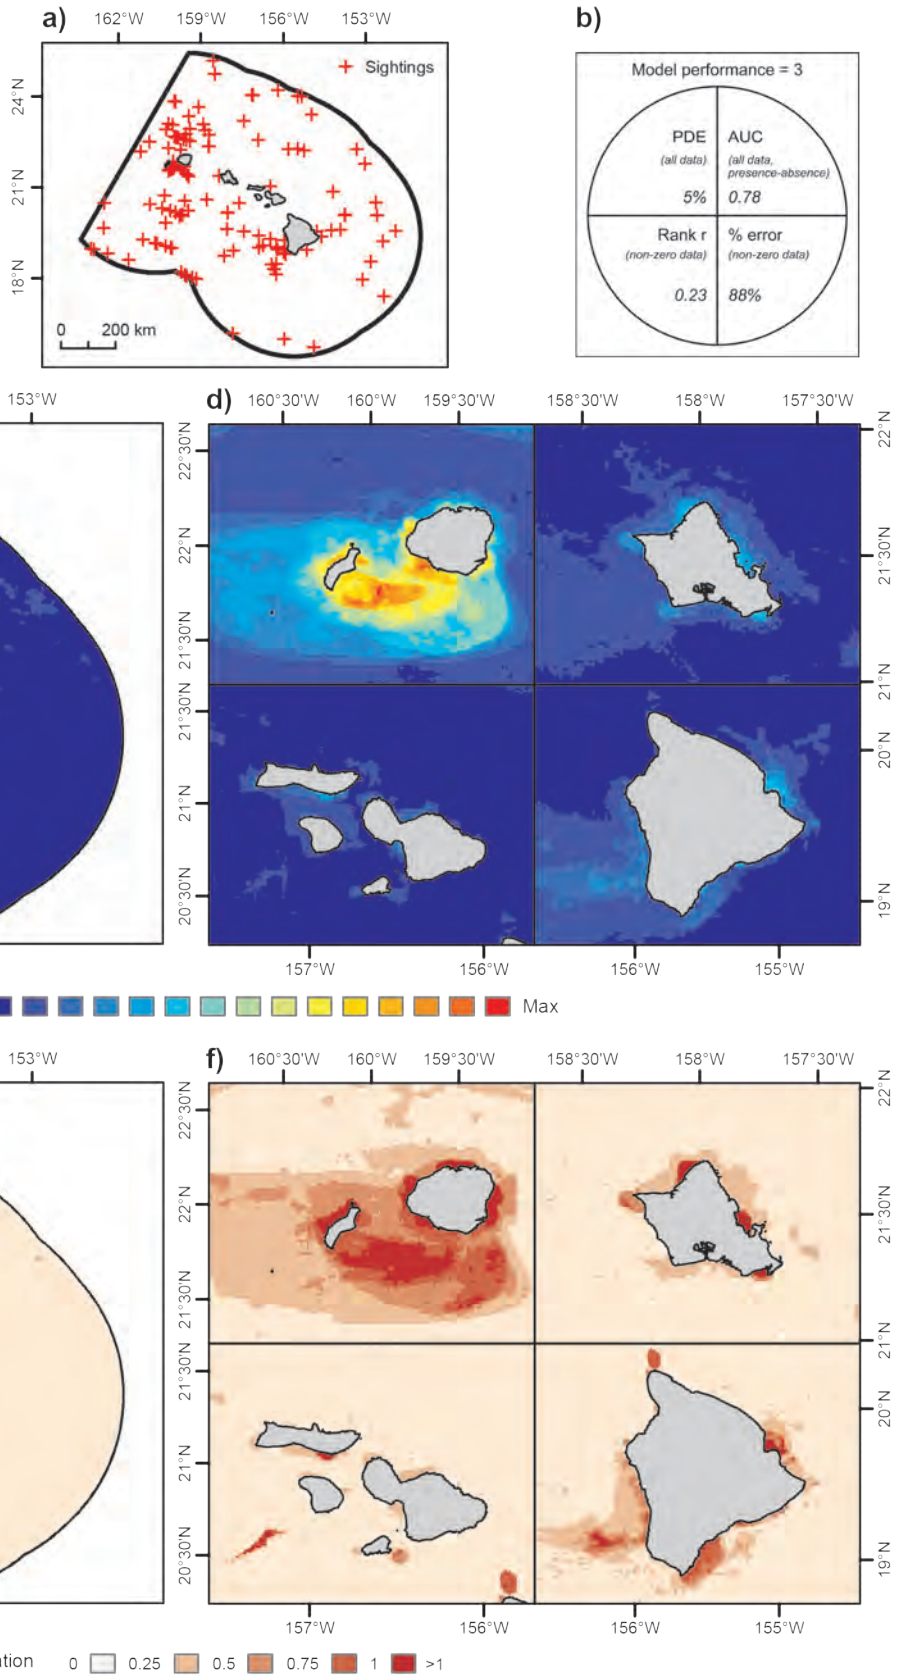 a)
162°W 159°W 156°W 153°W
24°N
21°N
18°N
Sightings
0 200 km
b)
Model performance = 3
PDE
(all data)
5%
AUC
(all data,
presence-absence)
0.78
Rank r
(non-zero data)
0.23
% error
(non-zero data)
88%
153°W
d)
160°30'W 160°W 159°30'W 158°30'W 158°W 157°30'W
22°30'N
22°N
21°30'N
21°30'N
21°N
20°30'N
22°N
21°30'N
21°N
20°N
19°N
157°W 156°W 156°W 155°W
Max
153°W
f)
160°30'W 160°W 159°30'W 158°30'W 158°W 157°30'W
22°30'N
22°N
21°30'N
21°30'N
21°N
20°30'N
22°N
21°30'N
21°N
20°N
19°N
157°W 156°W 156°W 155°W
0 0.25 0.5 0.75 1 >1